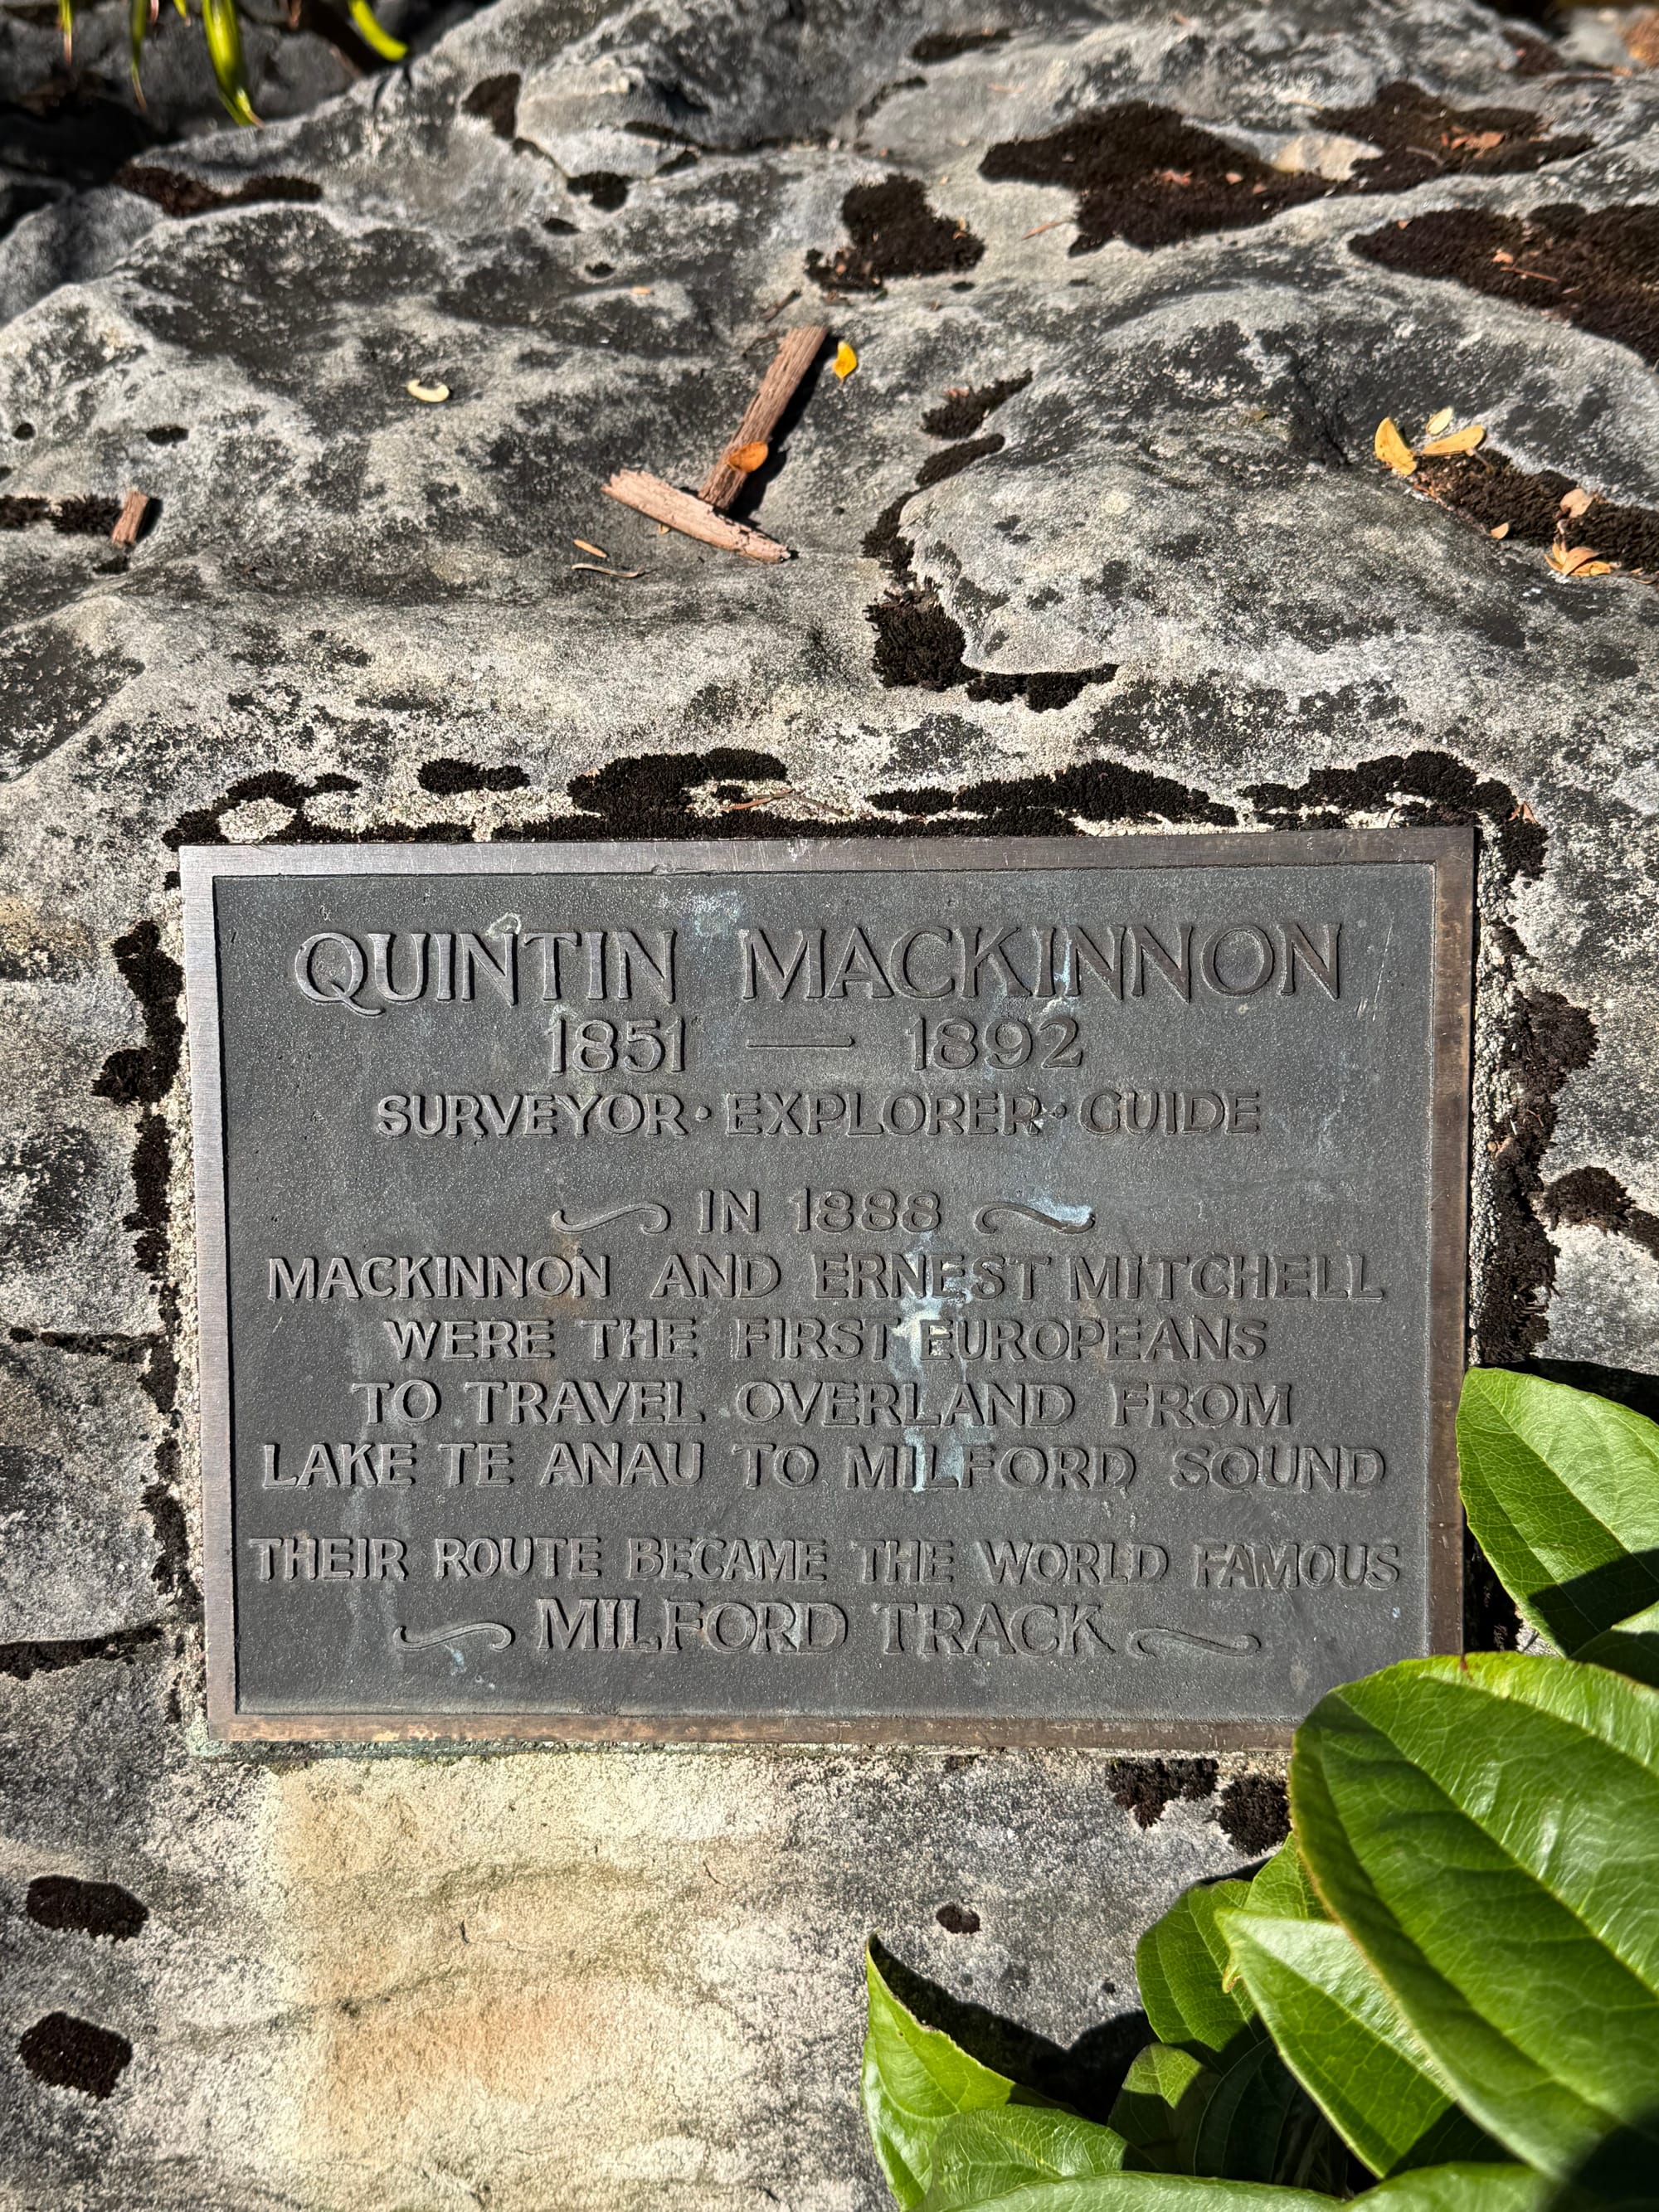 QUINTIN MACKINNON
1851 — 1892
SURVEYOR · EXPLORER · GUIDE
IN 1888
MACKINNON AND ERNEST MITCHELL
WERE THE FIRST EUROPEANS
TO TRAVEL OVERLAND FROM
LAKE TE ANAU TO MILFORD SOUND
THEIR ROUTE BECAME THE WORLD FAMOUS
MILFORD TRACK